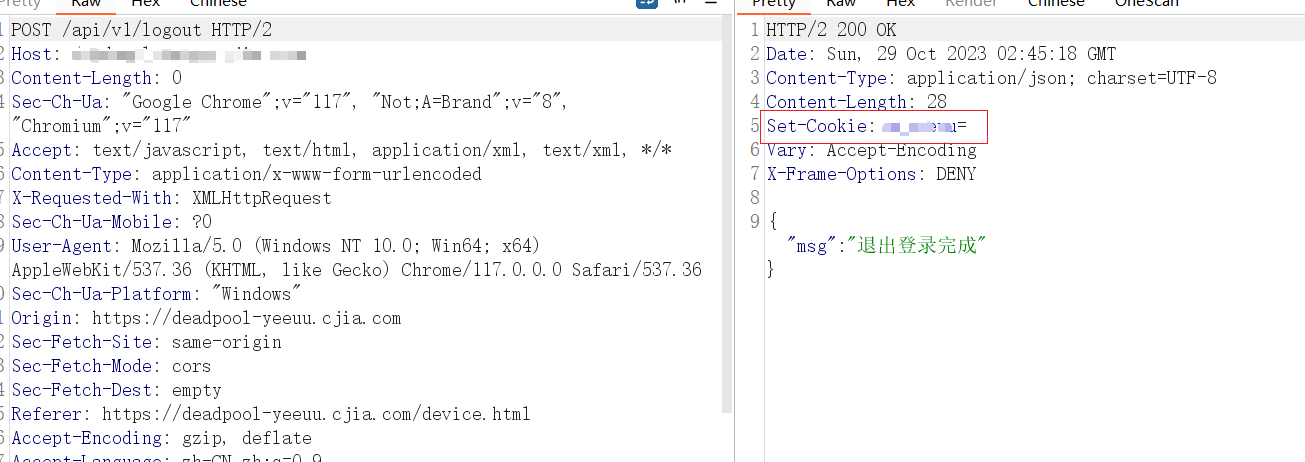 Pretty Raw Hex Chinese
POST /api/v1/logout HTTP/2
Host:
Content-Length: 0
Sec-Ch-Ua: "Google Chrome";v="117", "Not;A=Brand";v="8",
"Chromium";v="117"
Accept: text/javascript, text/html, application/xml, text/xml, */*
Content-Type: application/x-www-form-urlencoded
X-Requested-With: XMLHttpRequest
Sec-Ch-Ua-Mobile: ?0
User-Agent: Mozilla/5.0 (Windows NT 10.0; Win64; x64)
AppleWebKit/537.36 (KHTML, like Gecko) Chrome/117.0.0.0 Safari/537.36
Sec-Ch-Ua-Platform: "Windows"
Origin: https://deadpool-yeeuu.cjia.com
Sec-Fetch-Site: same-origin
Sec-Fetch-Mode: cors
Sec-Fetch-Dest: empty
Referer: https://deadpool-yeeuu.cjia.com/device.html
Accept-Encoding: gzip, deflate
Accept-Language: zh-CN,zh;q=0.9
Pretty Raw Hex Render Chinese OneScan
1 HTTP/2 200 OK
2 Date: Sun, 29 Oct 2023 02:45:18 GMT
3 Content-Type: application/json; charset=UTF-8
4 Content-Length: 28
5 Set-Cookie: =
6 Vary: Accept-Encoding
7 X-Frame-Options: DENY
8
9 {
"msg":"退出登录完成"
}